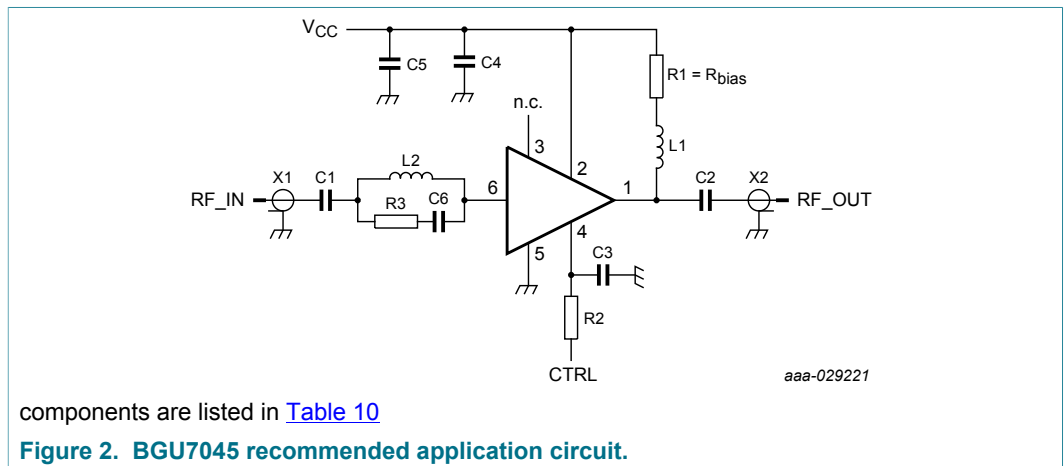 VCC
C5
C4
R1 = Rbias
n.c.
3
L1
L2
2
X1
C1
6
1
C2
X2
RF_IN
R3
C6
RF_OUT
4
5
C3
R2
CTRL
aaa-029221
components are listed in Table 10
Figure 2. BGU7045 recommended application circuit.